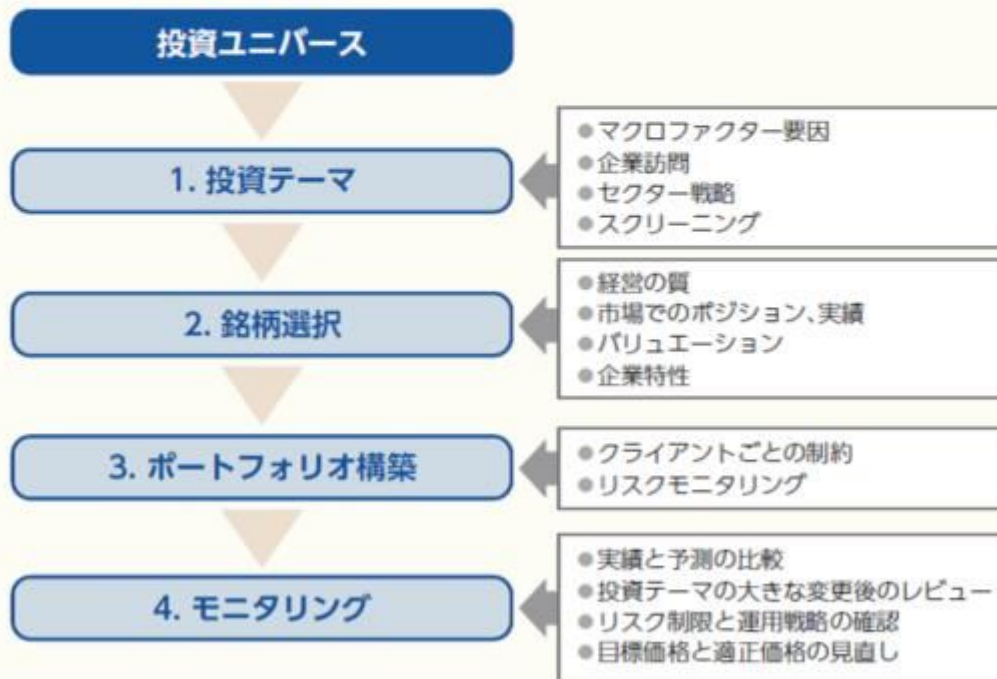 投資ユニバース
1. 投資テーマ
●マクロファクター要因
●企業訪問
●セクター戦略
●スクリーニング
2. 銘柄選択
●経営の質
●市場でのポジション、実績
●バリュエーション
●企業特性
3. ポートフォリオ構築
●クライアントごとの制約
●リスクモニタリング
4. モニタリング
●実績と予測の比較
●投資テーマの大きな変更後のレビュー
●リスク制限と運用戦略の確認
●目標価格と適正価格の見直し